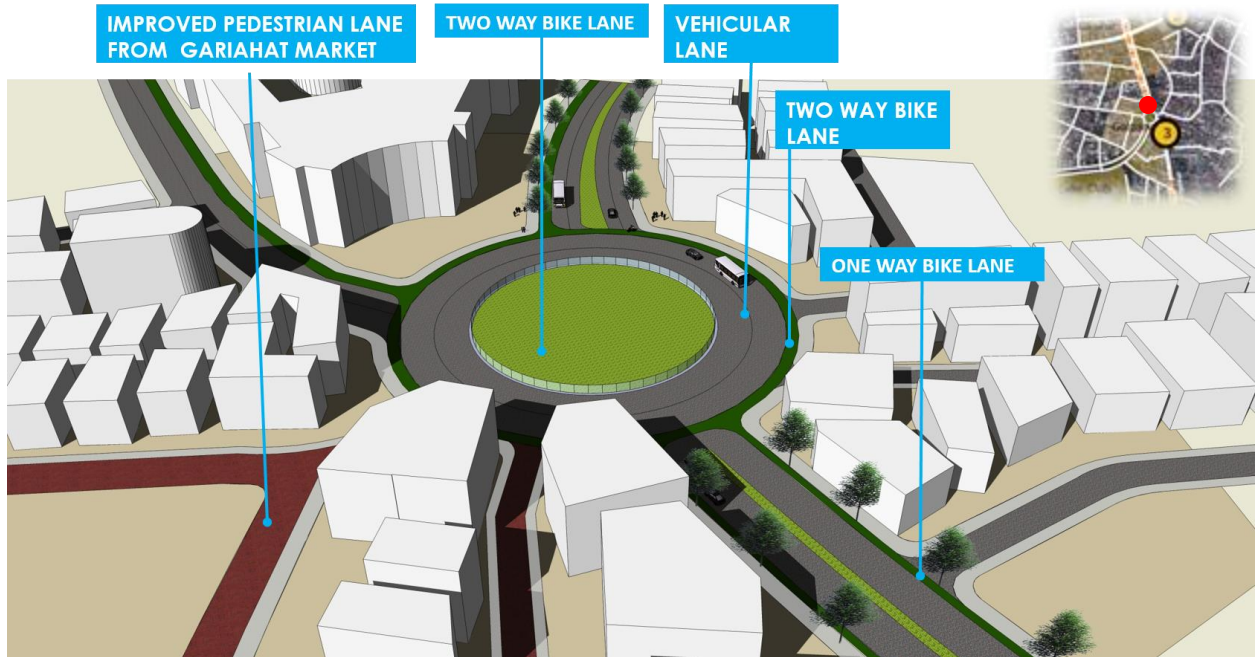 IMPROVED PEDESTRIAN LANE
FROM GARIAHAT MARKET
TWO WAY BIKE LANE
VEHICULAR
LANE
TWO WAY BIKE
LANE
ONE WAY BIKE LANE
3